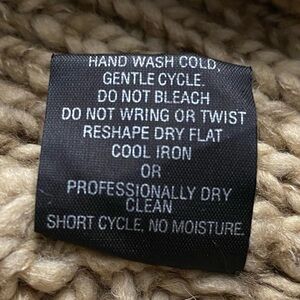 HAND WASH COLD,
GENTLE CYCLE.
DO NOT BLEACH
DO NOT WRING OR TWIST
RESHAPE DRY FLAT
COOL IRON
OR
PROFESSIONALLY DRY
CLEAN
SHORT CYCLE, NO MOISTURE.